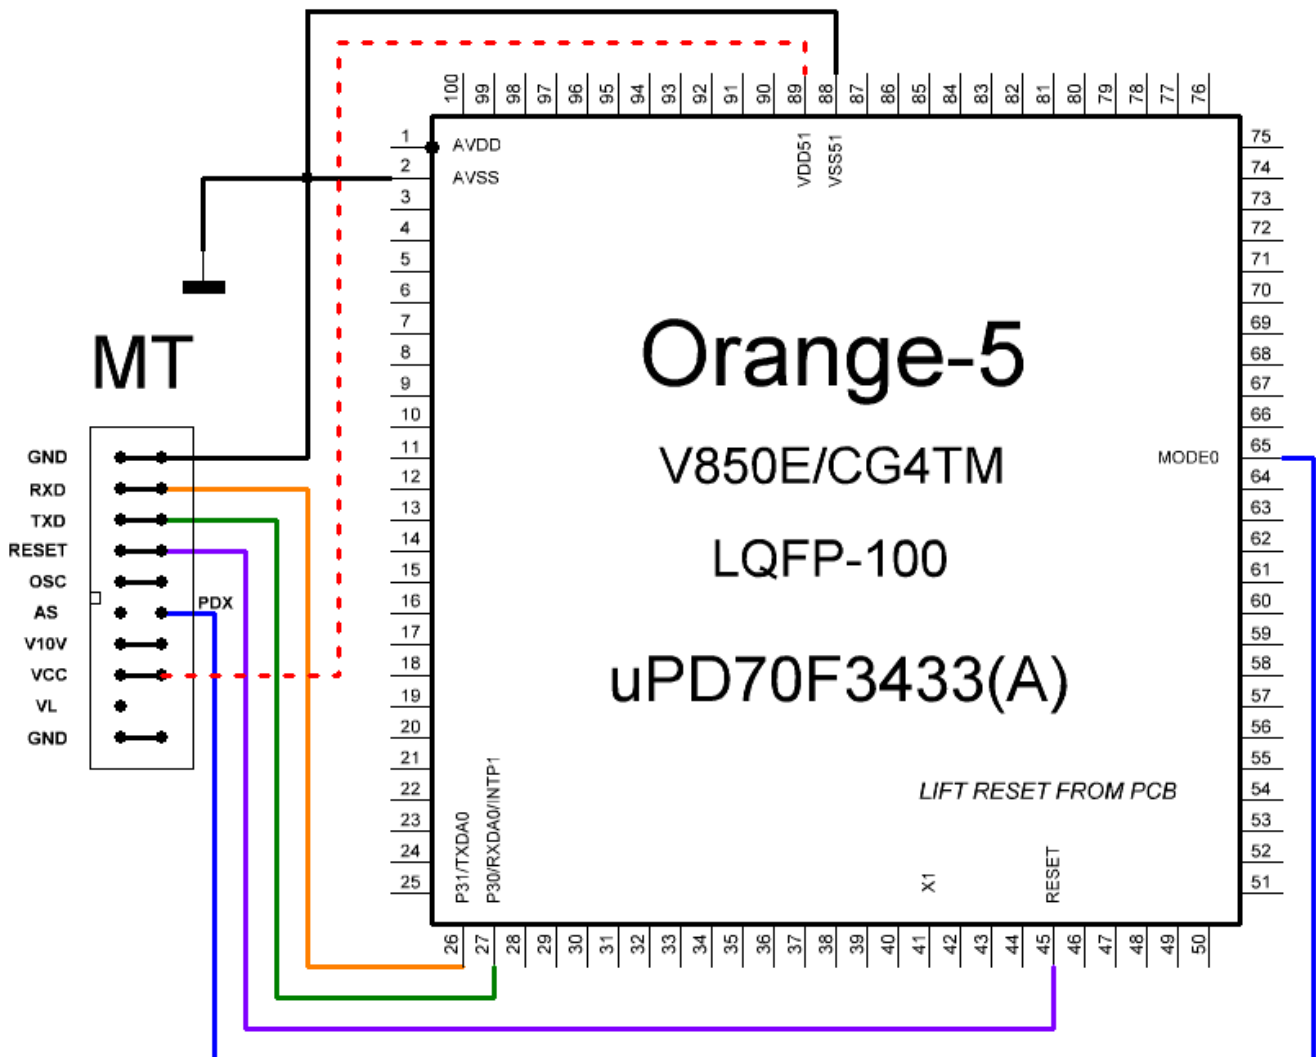 100 99 98 97 96 95 94 93 92 91 90 89 88 87 86 85 84 83 82 81 80 79 78 77 76
VDD51
VSS51
1
AVDD
2
AVSS
3
4
5
6
7
8
9
10
11
12
13
14
15
16
17
18
19
20
21
22
23
24
25
75
74
73
72
71
70
69
68
67
66
65
64
63
62
61
60
59
58
57
56
55
54
53
52
51
MT
GND
RXD
TXD
RESET
OSC
AS
PDX
V10V
VCC
VL
GND
Orange-5
V850E/CG4TM
MODE0
LQFP-100
uPD70F3433(A)
LIFT RESET FROM PCB
P31/TXDA0
P30/RXDA0/INTP1
X1
RESET
26 27 28 29 30 31 32 33 34 35 36 37 38 39 40 41 42 43 44 45 46 47 48 49 50